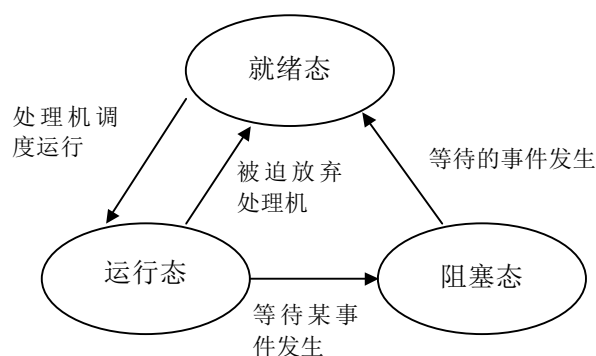 就绪态
处理机调
度运行
被迫放弃
处理机
等待的事件发生
运行态
阻塞态
等待某事
件发生